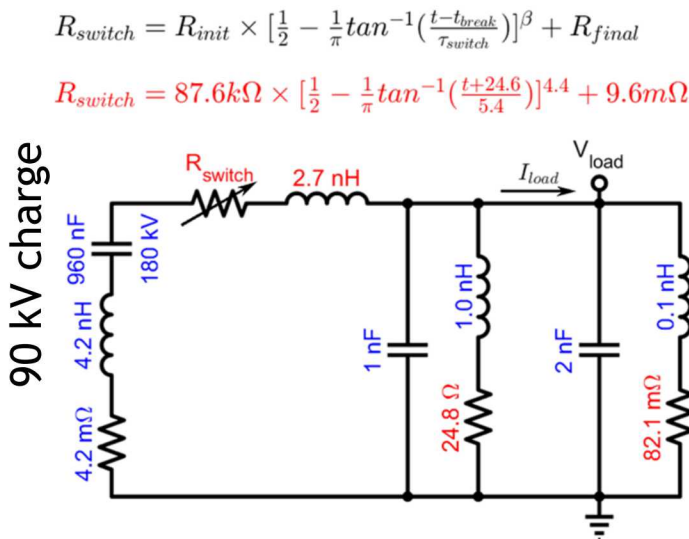 R_switch = R_init × [1/2 − 1/π tan⁻¹((t−t_break)/τ_switch)]^β + R_final
R_switch = 87.6kΩ × [1/2 − 1/π tan⁻¹((t+24.6)/5.4)]^4.4 + 9.6mΩ
90 kV charge
R_switch
2.7 nH
I_load
V_load
960 nF
180 kV
4.2 nH
4.2 mΩ
1 nF
1.0 nH
24.8 Ω
2 nF
0.1 nH
82.1 mΩ